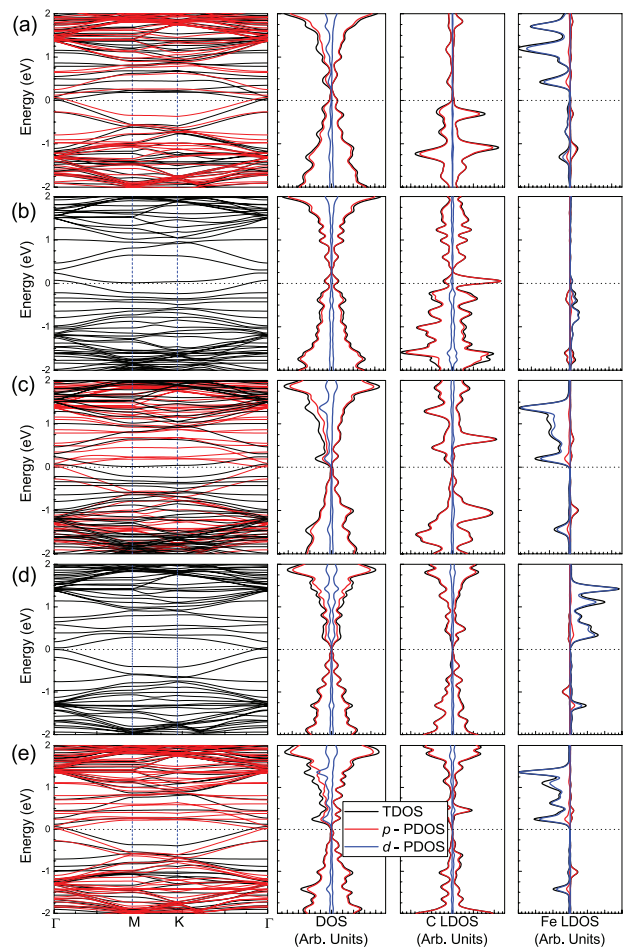 (a)
Energy (eV)
2
1
0
-1
-2
(b)
Energy (eV)
2
1
0
-1
-2
(c)
Energy (eV)
2
1
0
-1
-2
(d)
Energy (eV)
2
1
0
-1
-2
(e)
Energy (eV)
2
1
0
-1
-2
TDOS
p - PDOS
d - PDOS
Γ M K Γ
DOS
(Arb. Units)
C LDOS
(Arb. Units)
Fe LDOS
(Arb. Units)